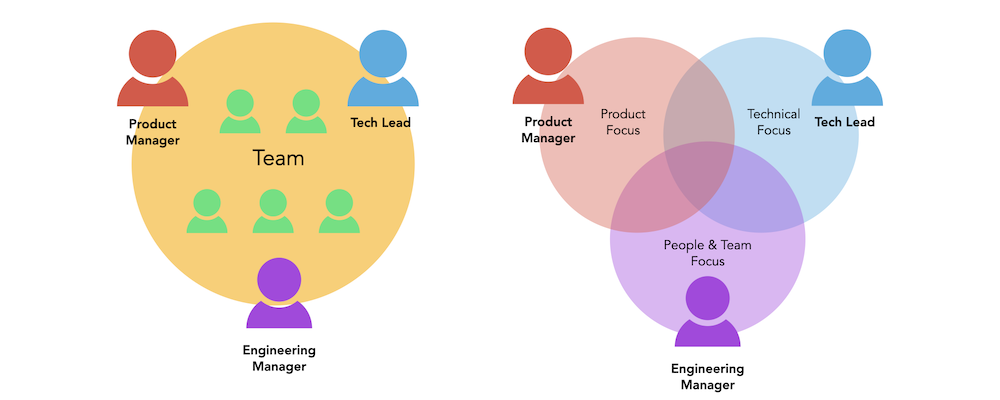 Product
Manager
Tech Lead
Team
Engineering
Manager
Product
Manager
Product
Focus
Technical
Focus
Tech Lead
People & Team
Focus
Engineering
Manager